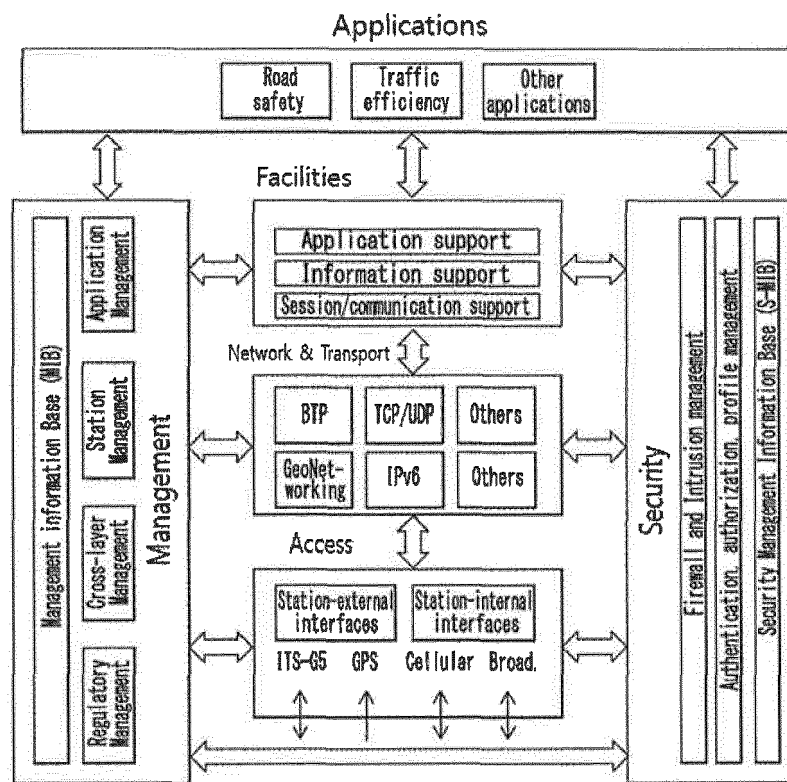 Applications
Road
safety
Traffic
efficiency
Other
applications
Facilities
Application support
Information support
Session/communication support
Network & Transport
BTP
TCP/UDP
Others
GeoNet-
working
IPv6
Others
Access
Station-external
interfaces
Station-internal
interfaces
ITS-G5 GPS Cellular Broad.
Management
Management information Base (MIB)
Application
Management
Station
Management
Cross-layer
Management
Regulatory
Management
Security
Firewall and Intrusion management
Authentication, authorization, profile management
Security Management Information Base (S-MIB)